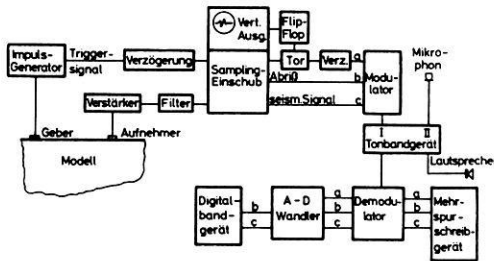 Vert.
Ausg.
Flip-
Flop
Impuls-
Generator
Trigger-
signal
Verzögerung
Sampling-
Einschub
Tor
Verz.
a
Abriß
b
seism. Signal
c
Modu-
lator
Mikro-
phon
Verstärker
Filter
Geber
Aufnehmer
Modell
I
II
Tonbandgerät
Lautspreche
Digital-
band-
gerät
b
c
A - D
Wandler
a
b
c
Demodu-
lator
a
b
c
Mehr-
spur-
schreib-
gerät